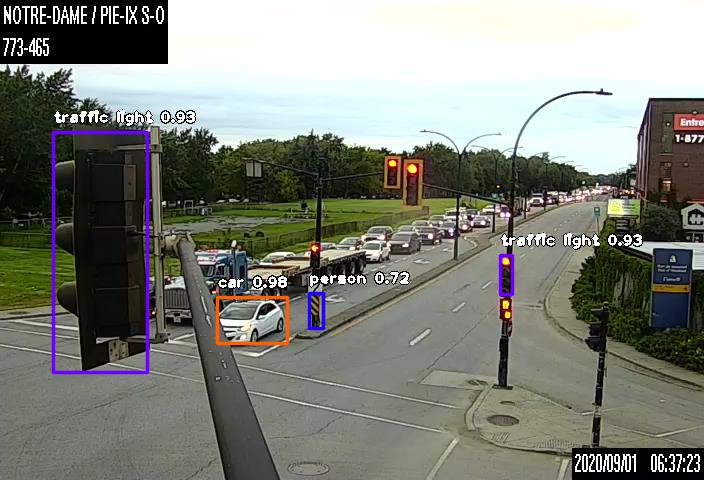 NOTRE-DAME / PIE-IX S-O
773-465
traffic light 0.93
Entre
1-877
traffic light 0.93
car 0.98
person 0.72
Canada
2020/09/01 06:37:23